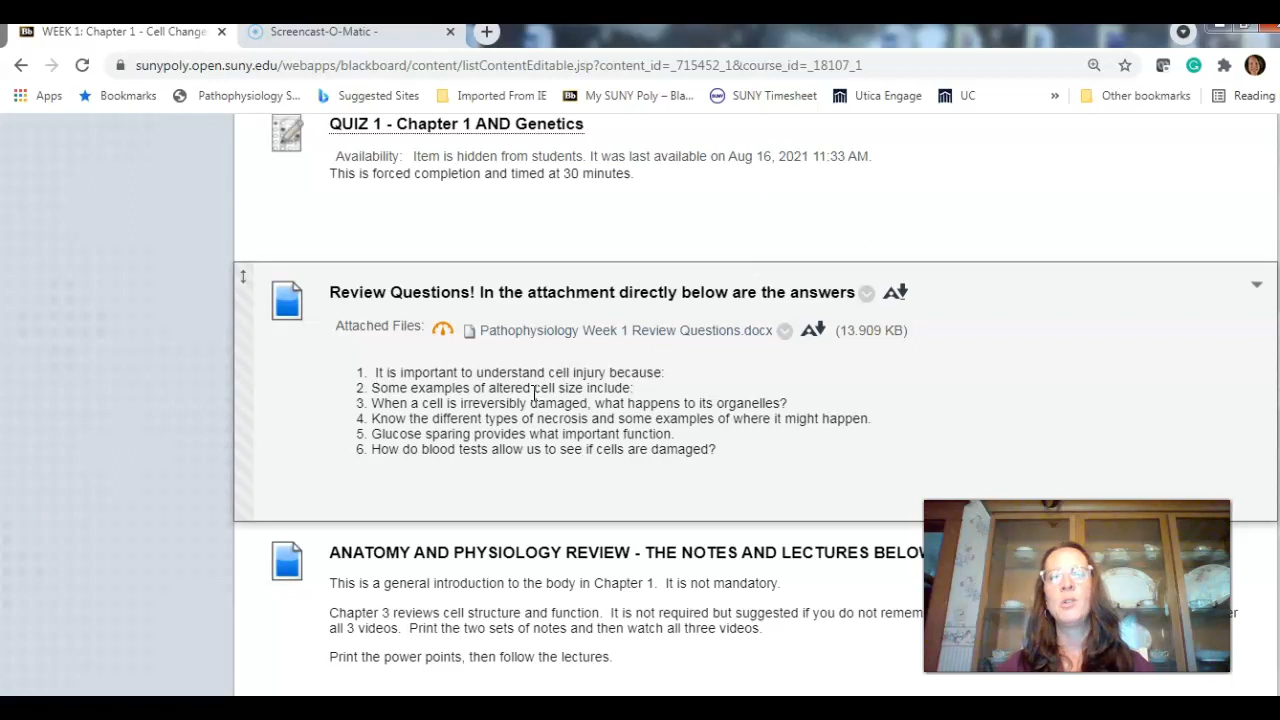 WEEK 1: Chapter 1 - Cell Change
Screencast-O-Matic -
sunypoly.open.suny.edu/webapps/blackboard/content/listContentEditable.jsp?content_id=_715452_1&course_id=_18107_1
Apps Bookmarks Pathophysiology S... Suggested Sites Imported From IE Bb My SUNY Poly – Bla... SUNY Timesheet Utica Engage UC » Other bookmarks Reading
QUIZ 1 - Chapter 1 AND Genetics
Availability: Item is hidden from students. It was last available on Aug 16, 2021 11:33 AM.
This is forced completion and timed at 30 minutes.
Review Questions! In the attachment directly below are the answers
Attached Files: Pathophysiology Week 1 Review Questions.docx (13.909 KB)
1. It is important to understand cell injury because:
2. Some examples of altered cell size include:
3. When a cell is irreversibly damaged, what happens to its organelles?
4. Know the different types of necrosis and some examples of where it might happen.
5. Glucose sparing provides what important function.
6. How do blood tests allow us to see if cells are damaged?
ANATOMY AND PHYSIOLOGY REVIEW - THE NOTES AND LECTURES BELOW
This is a general introduction to the body in Chapter 1. It is not mandatory.
Chapter 3 reviews cell structure and function. It is not required but suggested if you do not
all 3 videos. Print the two sets of notes and then watch all three videos.
Print the power points, then follow the lectures.